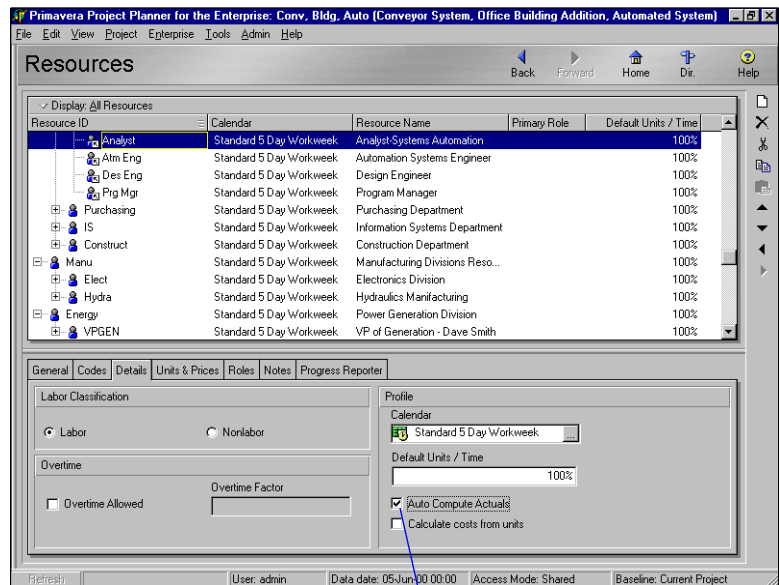 Primavera Project Planner for the Enterprise: Conv, Bldg, Auto (Conveyor System, Office Building Addition, Automated System)
File Edit View Project Enterprise Tools Admin Help
Resources
Back Forward Home Dir. Help
Display: All Resources
Resource ID Calendar Resource Name Primary Role Default Units / Time
Analyst Standard 5 Day Workweek Analyst-Systems Automation 100%
Atm Eng Standard 5 Day Workweek Automation Systems Engineer 100%
Des Eng Standard 5 Day Workweek Design Engineer 100%
Prg Mgr Standard 5 Day Workweek Program Manager 100%
Purchasing Standard 5 Day Workweek Purchasing Department 100%
IS Standard 5 Day Workweek Information Systems Department 100%
Construct Standard 5 Day Workweek Construction Department 100%
Manu Standard 5 Day Workweek Manufacturing Divisions Reso... 100%
Elect Standard 5 Day Workweek Electronics Division 100%
Hydra Standard 5 Day Workweek Hydraulics Manifacturing 100%
Energy Standard 5 Day Workweek Power Generation Division 100%
VPGEN Standard 5 Day Workweek VP of Generation - Dave Smith 100%
General Codes Details Units & Prices Roles Notes Progress Reporter
Labor Classification
Labor Nonlabor
Overtime
Overtime Allowed
Overtime Factor
Profile
Calendar
Standard 5 Day Workweek ...
Default Units / Time
100%
Auto Compute Actuals
Calculate costs from units
Refresh User: admin Data date: 05-Jun-00 00:00 Access Mode: Shared Baseline: Current Project